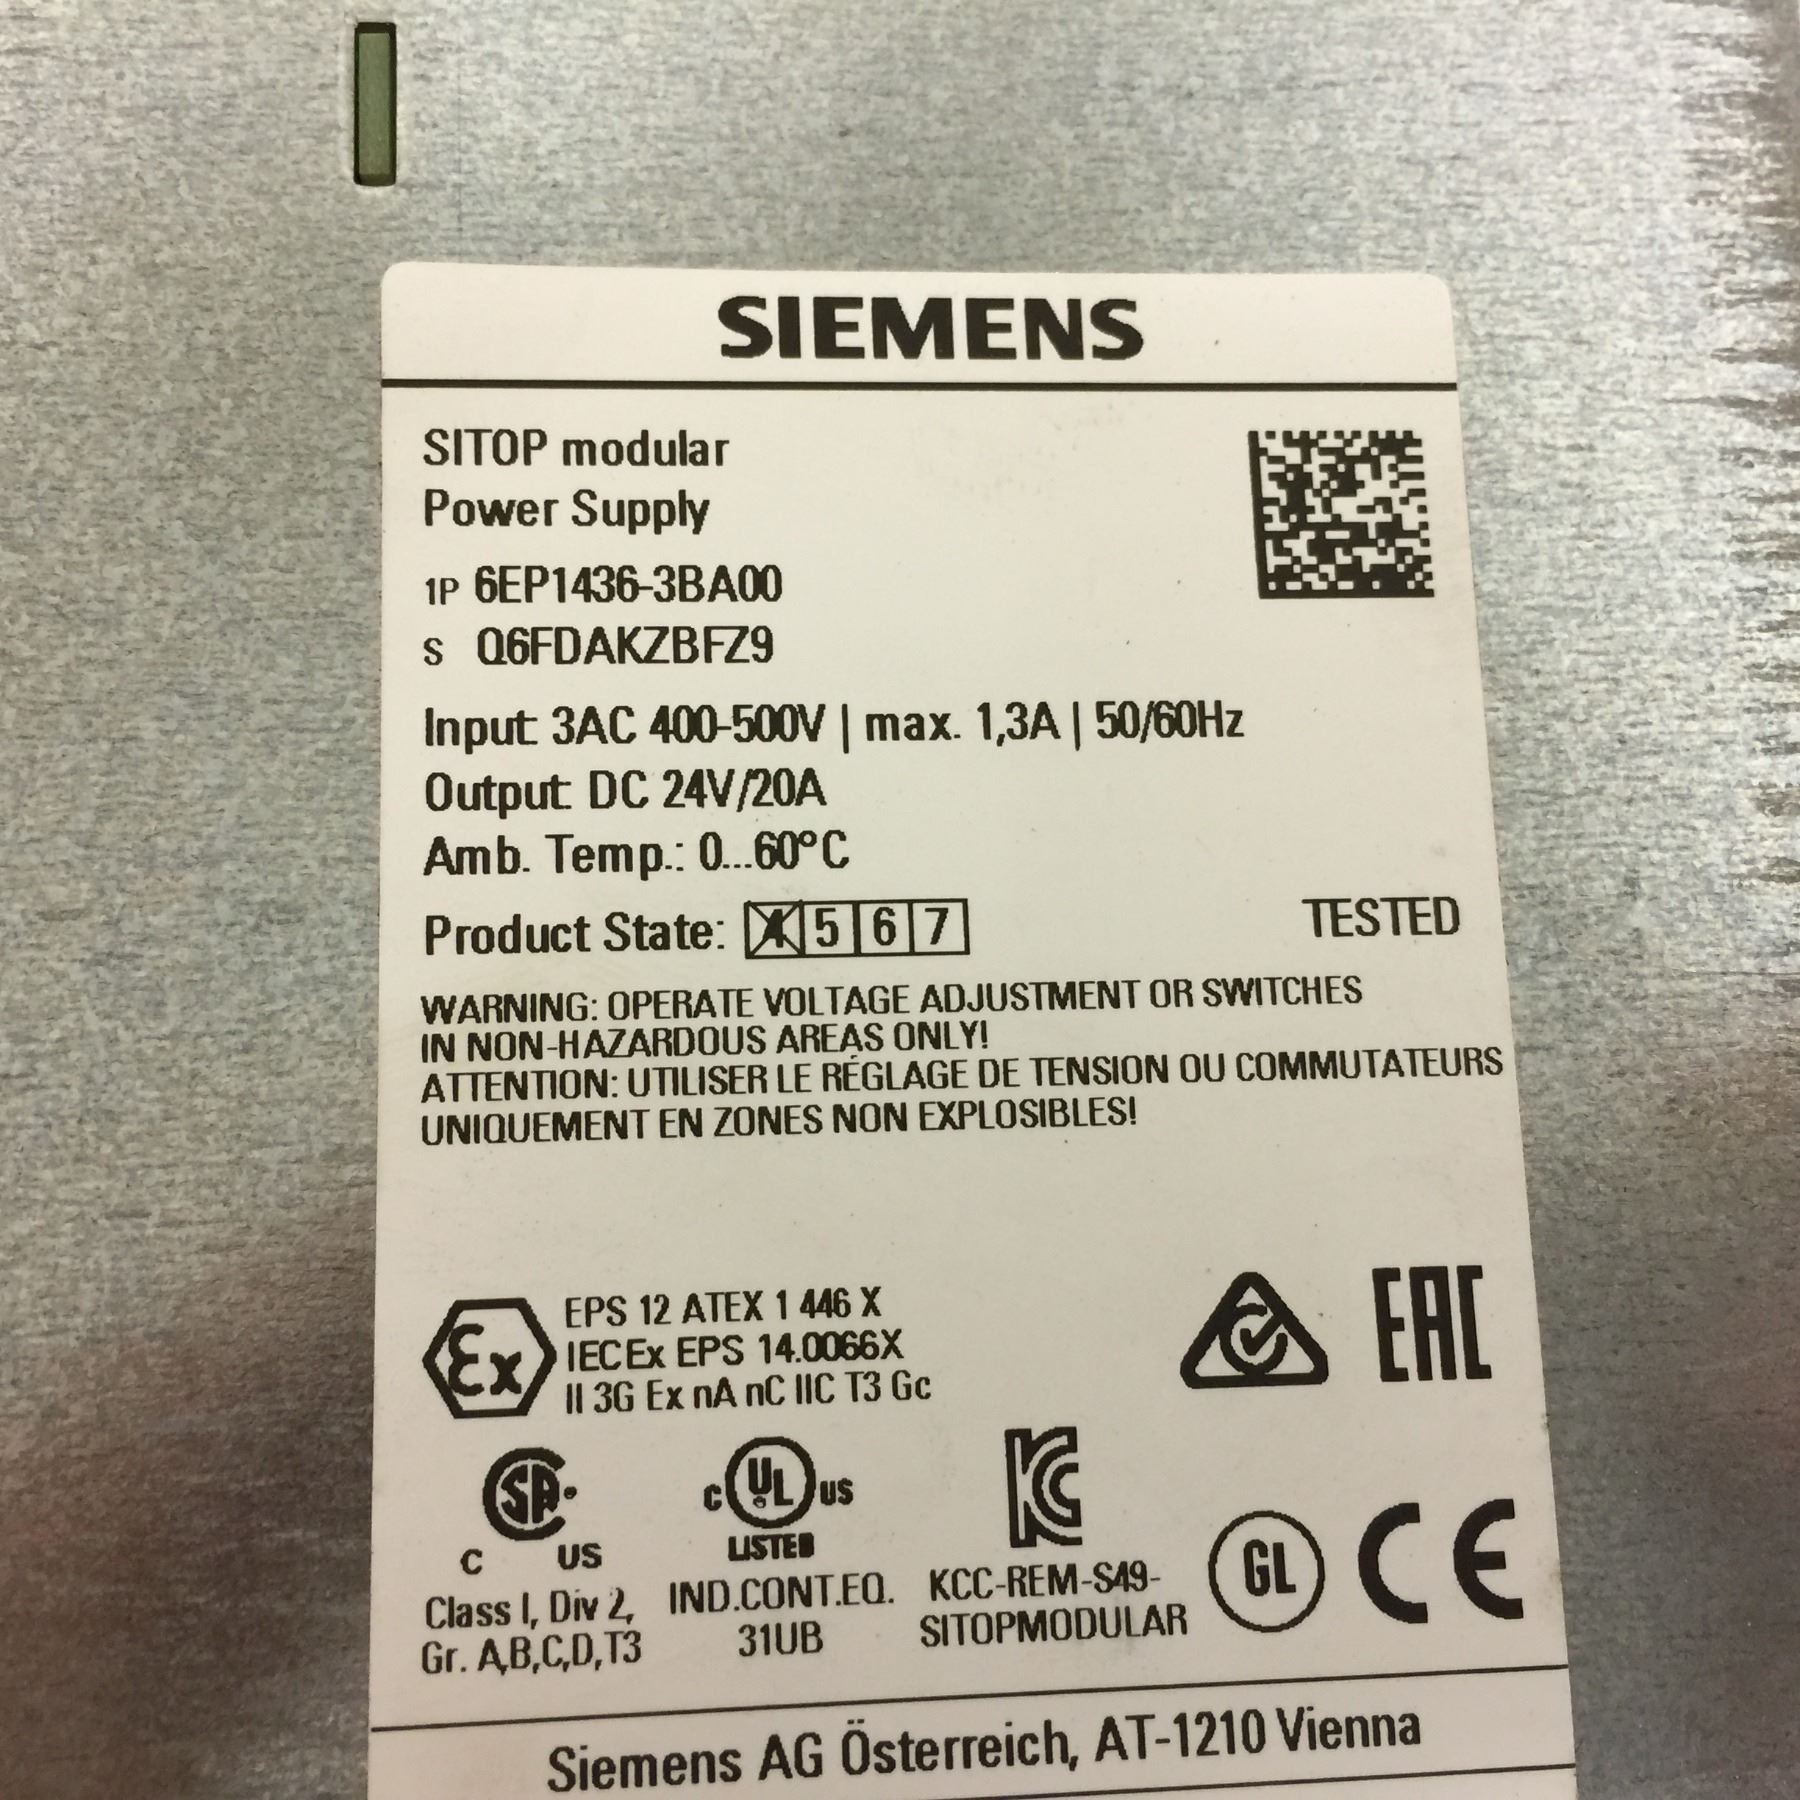 SIEMENS
SITOP modular
Power Supply
1P 6EP1436-3BA00
S Q6FDAKZBFZ9
Input: 3AC 400-500V | max. 1,3A | 50/60Hz
Output: DC 24V/20A
Amb. Temp.: 0...60°C
Product State: 4 5 6 7
TESTED
WARNING: OPERATE VOLTAGE ADJUSTMENT OR SWITCHES
IN NON-HAZARDOUS AREAS ONLY!
ATTENTION: UTILISER LE RÉGLAGE DE TENSION OU COMMUTATEURS
UNIQUEMENT EN ZONES NON EXPLOSIBLES!
Ex
EPS 12 ATEX 1 446 X
IECEx EPS 14.0066X
II 3G Ex nA nC IIC T3 Gc
EAC
SA
C US
Class I, Div 2,
Gr. A,B,C,D,T3
C UL US
LISTED
IND.CONT.EQ.
31UB
KC
KCC-REM-S49-
SITOPMODULAR
GL
CE
Siemens AG Österreich, AT-1210 Vienna